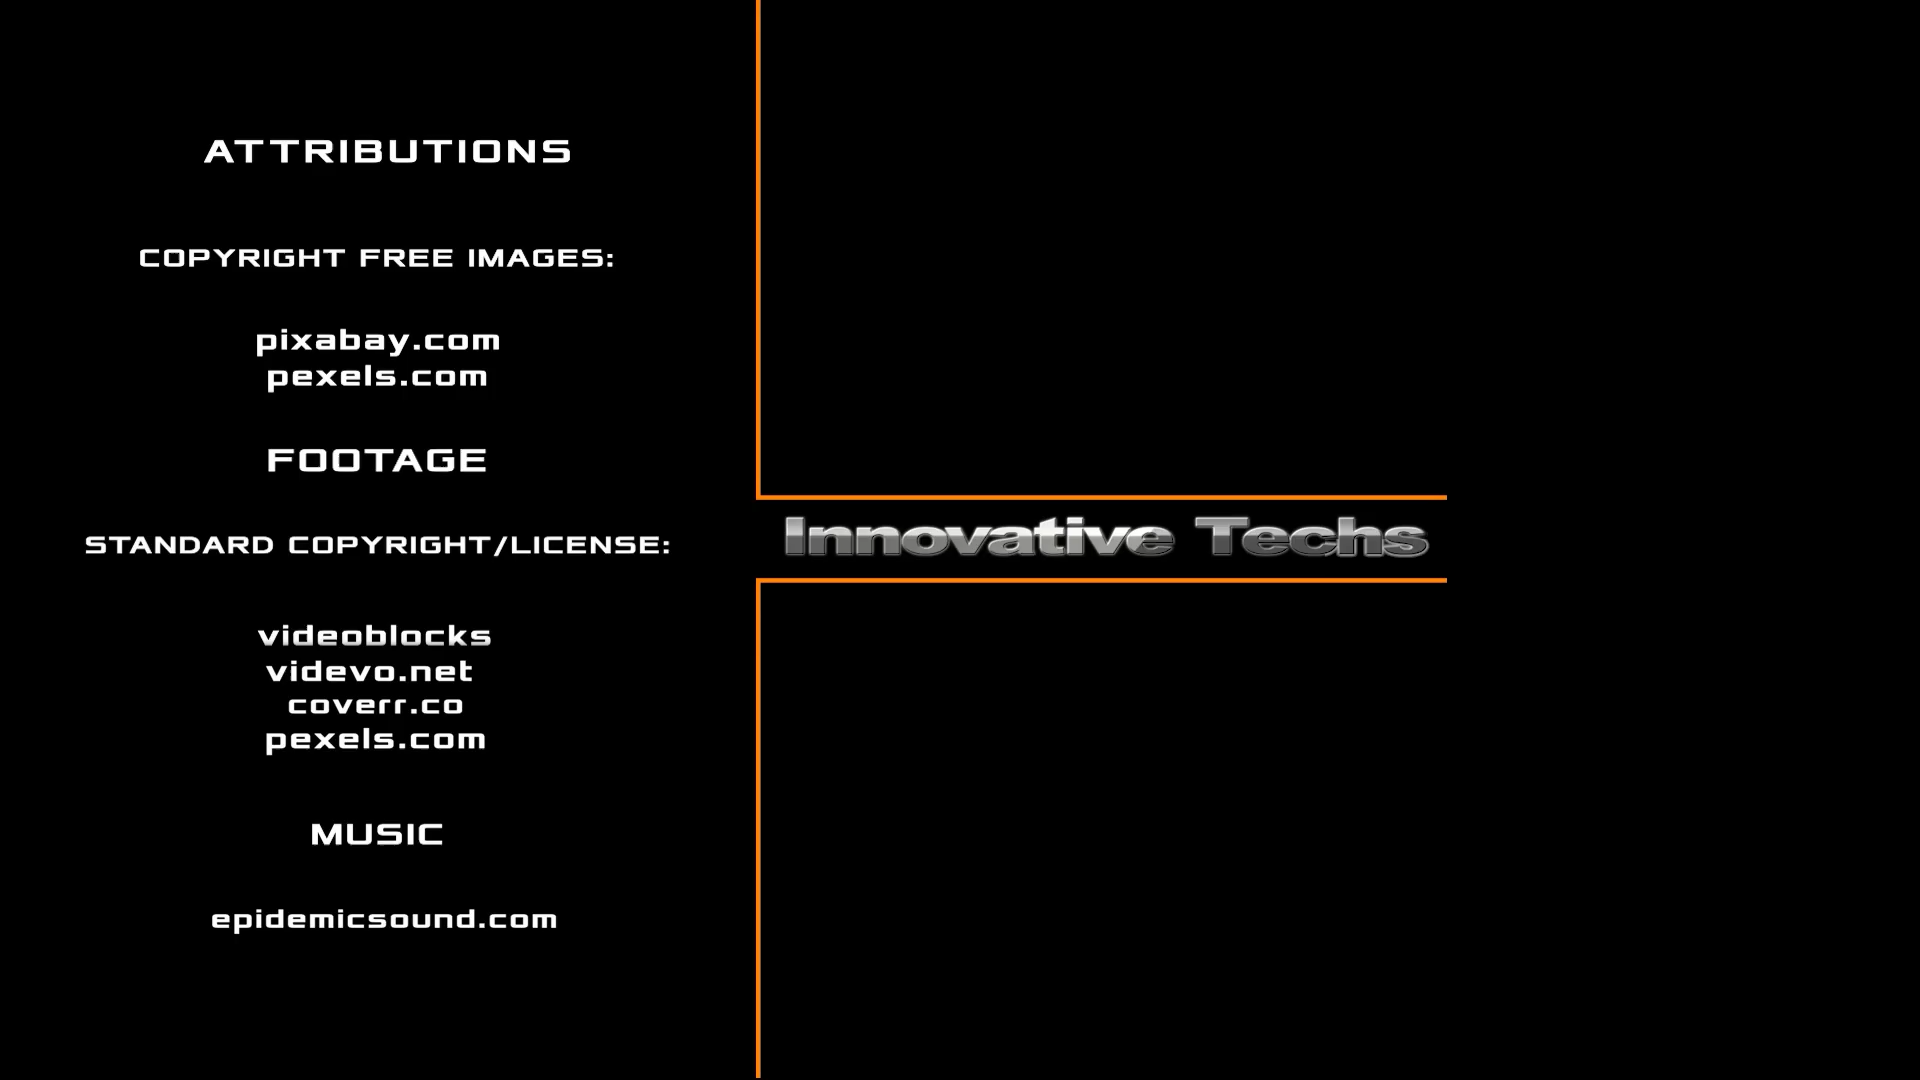 ATTRIBUTIONS
COPYRIGHT FREE IMAGES:
pixabay.com
pexels.com
FOOTAGE
STANDARD COPYRIGHT/LICENSE:
videoblocks
videvo.net
coverr.co
pexels.com
MUSIC
epidemicsound.com
Innovative Techs